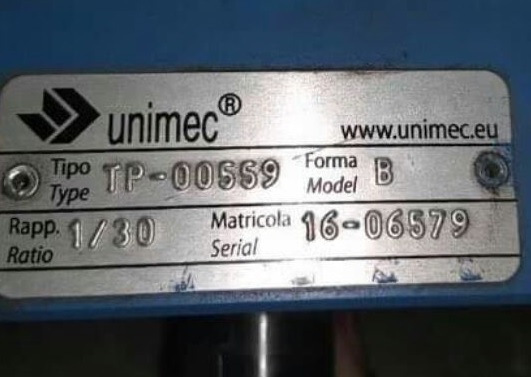 unimec®
www.unimec.eu
Tipo TP-00559 Forma B
Type Model
Rapp. 1/30 Matricola 16-06579
Ratio Serial